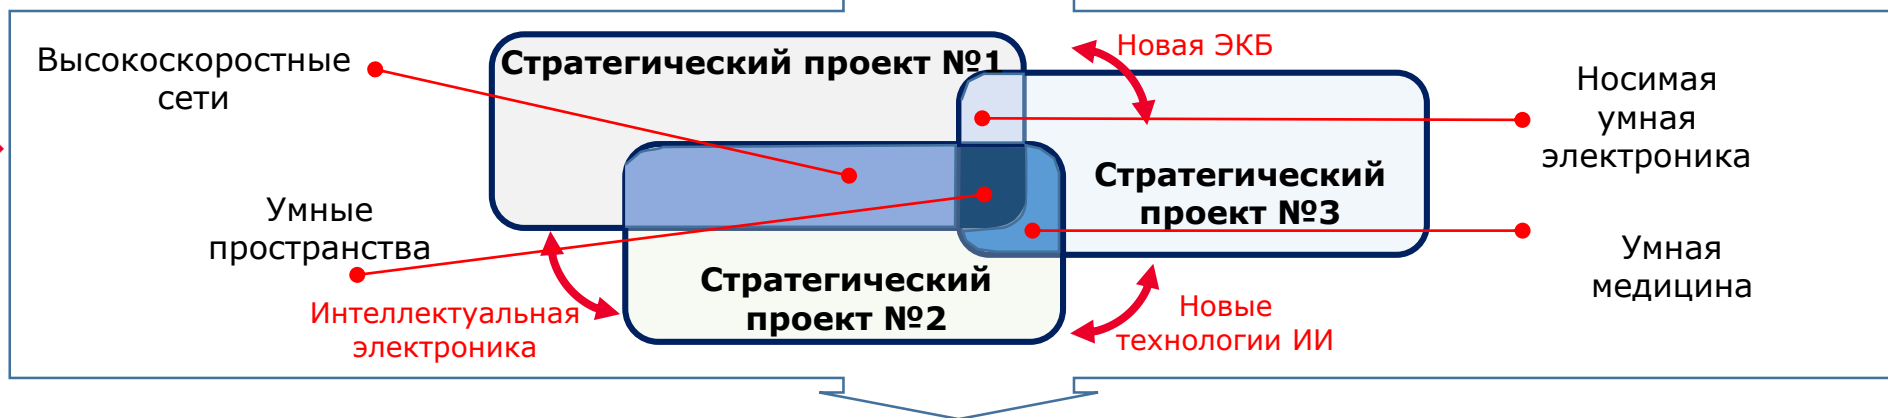 Высокоскоростные
сети
Стратегический проект №1
Новая ЭКБ
Носимая
умная
электроника
Стратегический
проект №3
Умные
пространства
Стратегический
проект №2
Умная
медицина
Интеллектуальная
электроника
Новые
технологии ИИ